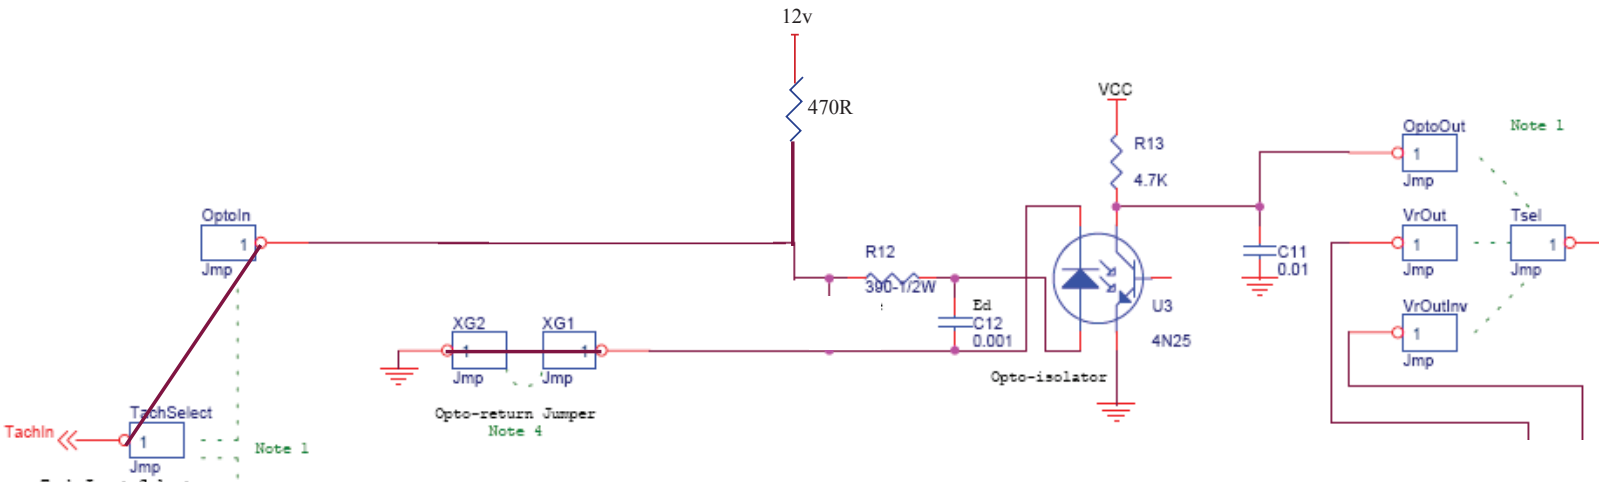 12v
470R
VCC
R13
4.7K
OptoOut
1
Jmp
Note 1
OptoIn
1
Jmp
VrOut
1
Jmp
Tsel
1
Jmp
R12
390-1/2W
C11
0.01
Ed
C12
0.001
U3
4N25
VrOutInv
1
Jmp
XG2
1
Jmp
XG1
1
Jmp
Opto-isolator
Opto-return Jumper
Note 4
TachIn
TachSelect
1
Jmp
Note 1